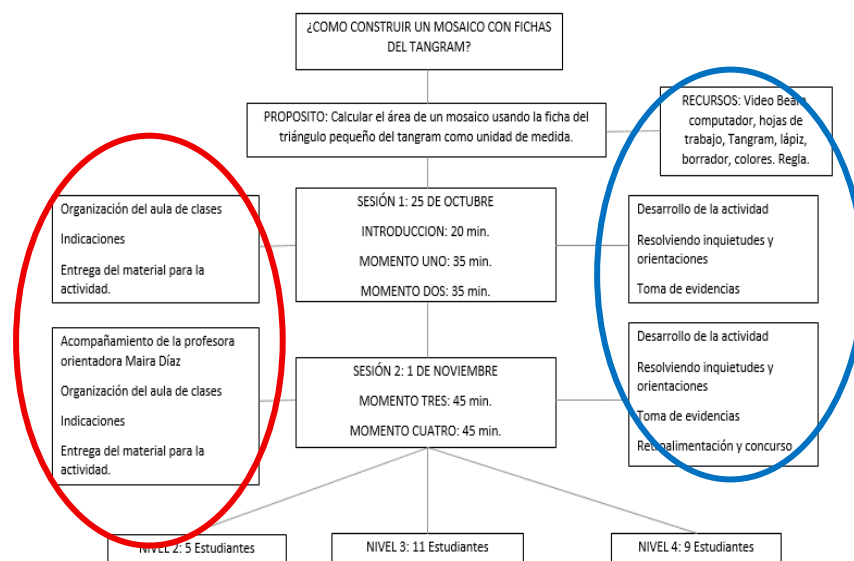 ¿COMO CONSTRUIR UN MOSAICO CON FICHAS
DEL TANGRAM?
PROPOSITO: Calcular el área de un mosaico usando la ficha del
triángulo pequeño del tangram como unidad de medida.
RECURSOS: Video Beam,
computador, hojas de
trabajo, Tangram, lápiz,
borrador, colores. Regla.
Organización del aula de clases
Indicaciones
Entrega del material para la
actividad.
SESIÓN 1: 25 DE OCTUBRE
INTRODUCCION: 20 min.
MOMENTO UNO: 35 min.
MOMENTO DOS: 35 min.
Desarrollo de la actividad
Resolviendo inquietudes y
orientaciones
Toma de evidencias
Acompañamiento de la profesora
orientadora Maira Díaz
Organización del aula de clases
Indicaciones
Entrega del material para la
actividad.
SESIÓN 2: 1 DE NOVIEMBRE
MOMENTO TRES: 45 min.
MOMENTO CUATRO: 45 min.
Desarrollo de la actividad
Resolviendo inquietudes y
orientaciones
Toma de evidencias
Retroalimentación y concurso
NIVEL 2: 5 Estudiantes
NIVEL 3: 11 Estudiantes
NIVEL 4: 9 Estudiantes